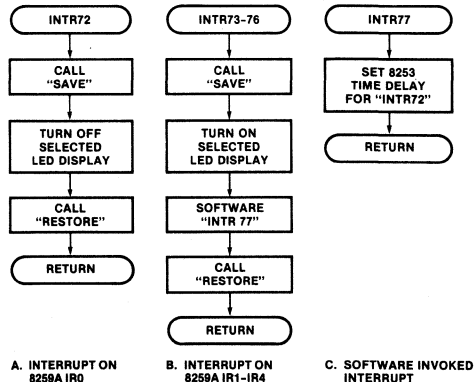 INTR72
CALL
"SAVE"
TURN OFF
SELECTED
LED DISPLAY
CALL
"RESTORE"
RETURN
A. INTERRUPT ON
8259A IR0
INTR73-76
CALL
"SAVE"
TURN ON
SELECTED
LED DISPLAY
SOFTWARE
"INTR 77"
CALL
"RESTORE"
RETURN
B. INTERRUPT ON
8259A IR1-IR4
INTR77
SET 8253
TIME DELAY
FOR "INTR72"
RETURN
C. SOFTWARE INVOKED
INTERRUPT